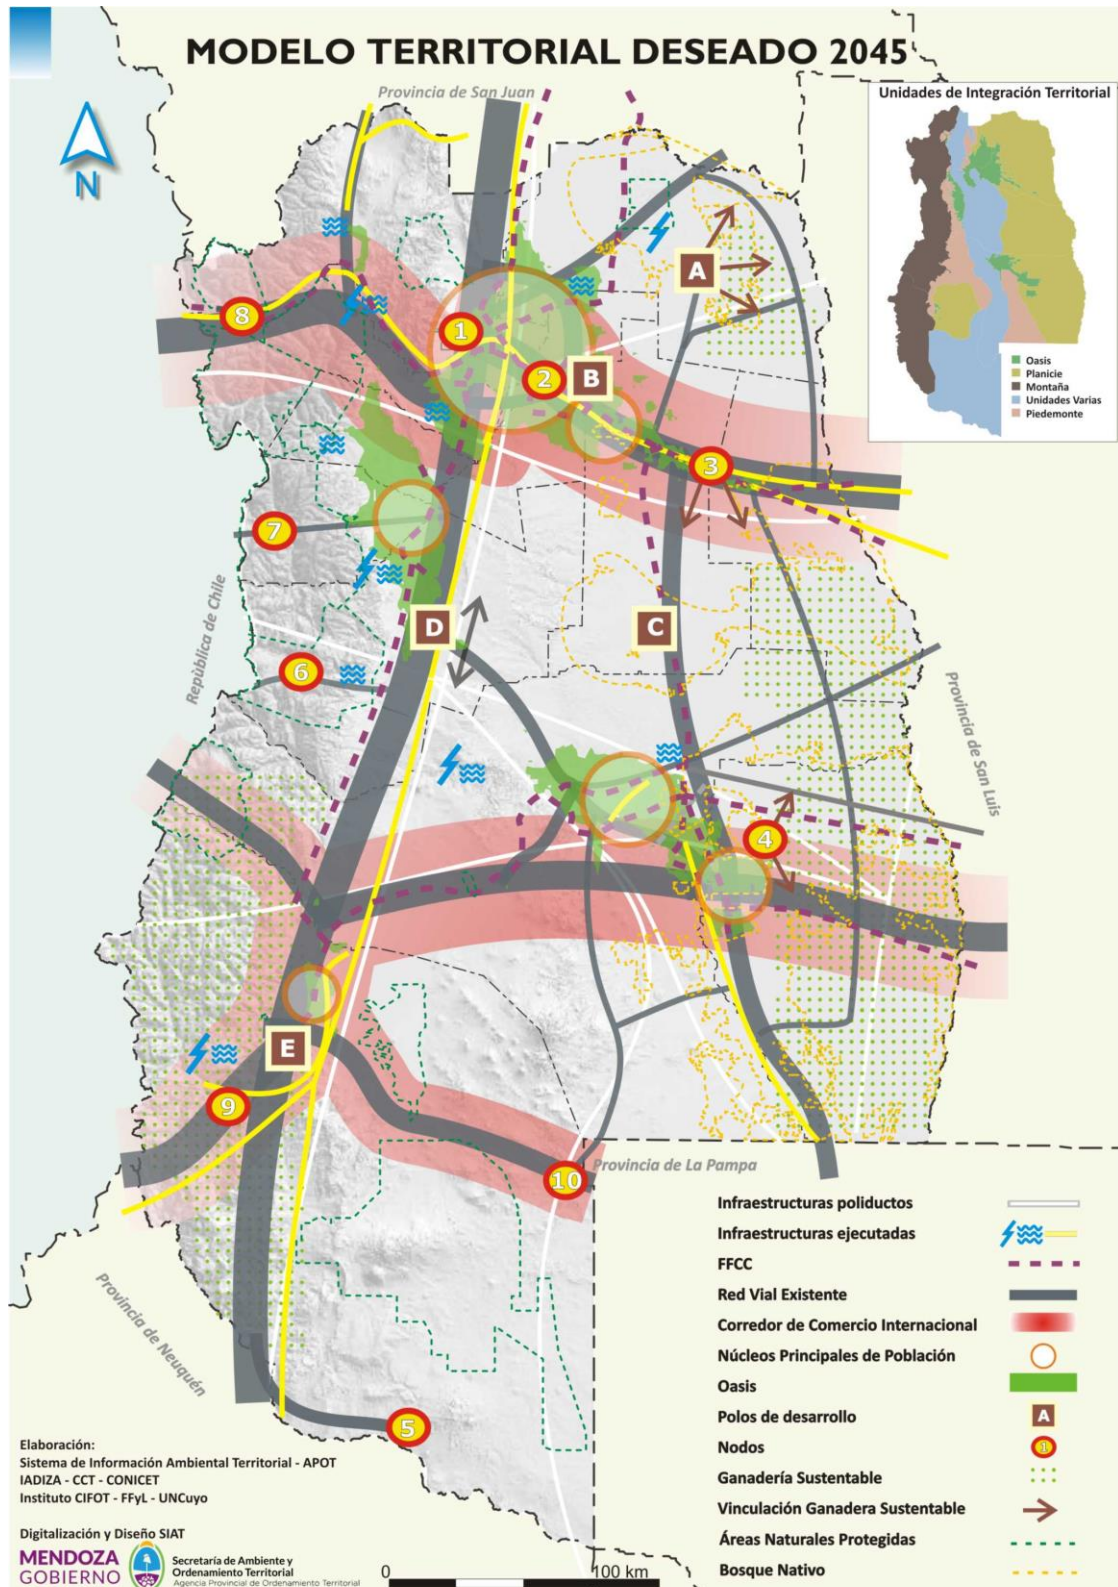 MODELO TERRITORIAL DESEADO 2045
Provincia de San Juan
N
Unidades de Integración Territorial
Oasis
Planicie
Montaña
Unidades Varias
Piedemonte
A
8
1
2
B
3
7
República de Chile
D
C
6
Provincia de San Luis
4
E
9
10
Provincia de La Pampa
Provincia de Neuquén
5
Infraestructuras poliductos
Infraestructuras ejecutadas
FFCC
Red Vial Existente
Corredor de Comercio Internacional
Núcleos Principales de Población
Oasis
Polos de desarrollo
A
Nodos
1
Ganadería Sustentable
Vinculación Ganadera Sustentable
Áreas Naturales Protegidas
Bosque Nativo
Elaboración:
Sistema de Información Ambiental Territorial - APOT
IADIZA - CCT - CONICET
Instituto CIFOT - FFyL - UNCuyo
Digitalización y Diseño SIAT
MENDOZA
GOBIERNO
Secretaría de Ambiente y
Ordenamiento Territorial
Agencia Provincial de Ordenamiento Territorial
0
100 km